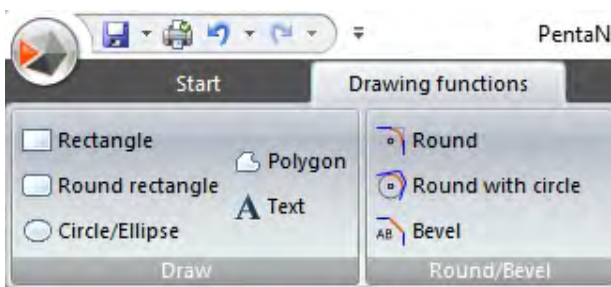 PentaN
Start
Drawing functions
Rectangle
Round rectangle
Circle/Ellipse
Polygon
A Text
Draw
Round
Round with circle
AB Bevel
Round/Bevel